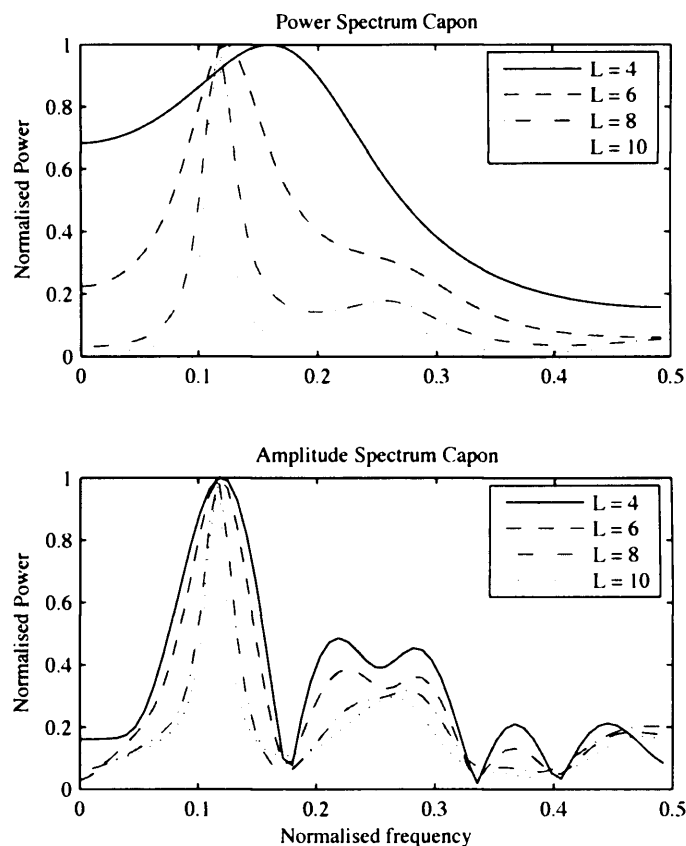 Power Spectrum Capon
1
0.8
0.6
0.4
0.2
0
0
0.1
0.2
0.3
0.4
0.5
Normalised Power
L = 4
L = 6
L = 8
L = 10
Amplitude Spectrum Capon
1
0.8
0.6
0.4
0.2
0
0
0.1
0.2
0.3
0.4
0.5
Normalised Power
L = 4
L = 6
L = 8
L = 10
Normalised frequency